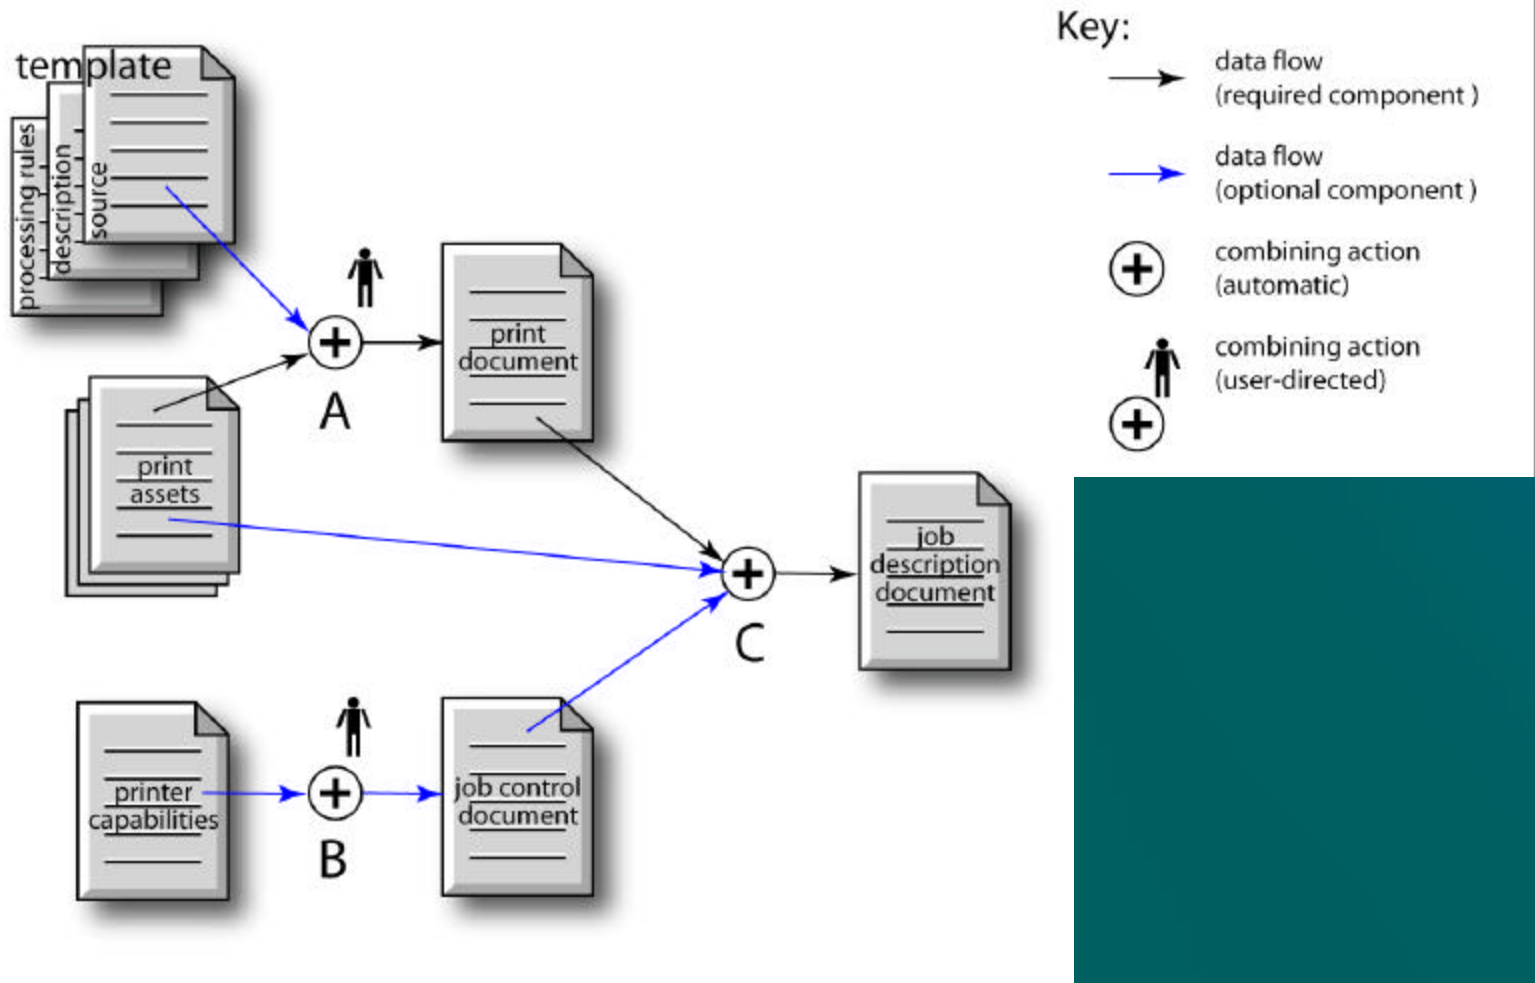 template
processing rules
description
source
print
assets
A
print
document
printer
capabilities
B
job control
document
C
job
description
document
Key:
data flow
(required component )
data flow
(optional component )
combining action
(automatic)
combining action
(user-directed)